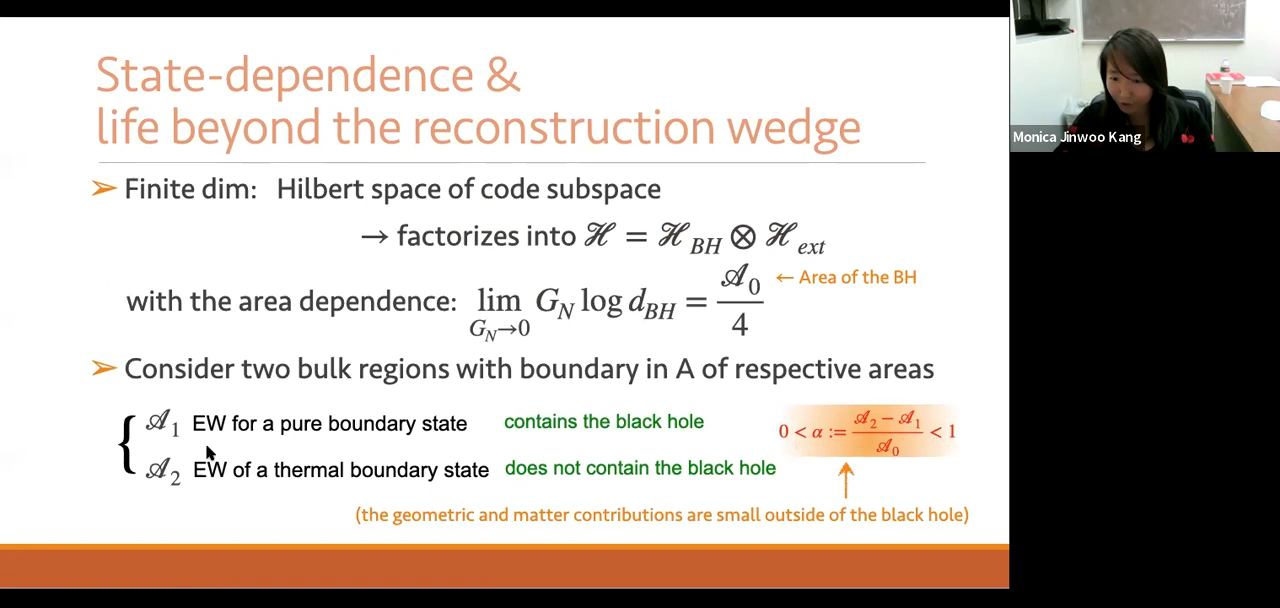 State-dependence &
life beyond the reconstruction wedge
➢ Finite dim: Hilbert space of code subspace
→ factorizes into ℋ = ℋ_BH ⊗ ℋ_ext
with the area dependence: lim_{G_N→0} G_N log d_BH = 𝒜_0 / 4 ← Area of the BH
➢ Consider two bulk regions with boundary in A of respective areas
{ 𝒜_1 EW for a pure boundary state contains the black hole
𝒜_2 EW of a thermal boundary state does not contain the black hole
0 < α := (𝒜_2 − 𝒜_1) / 𝒜_0 < 1
(the geometric and matter contributions are small outside of the black hole)
Monica Jinwoo Kang